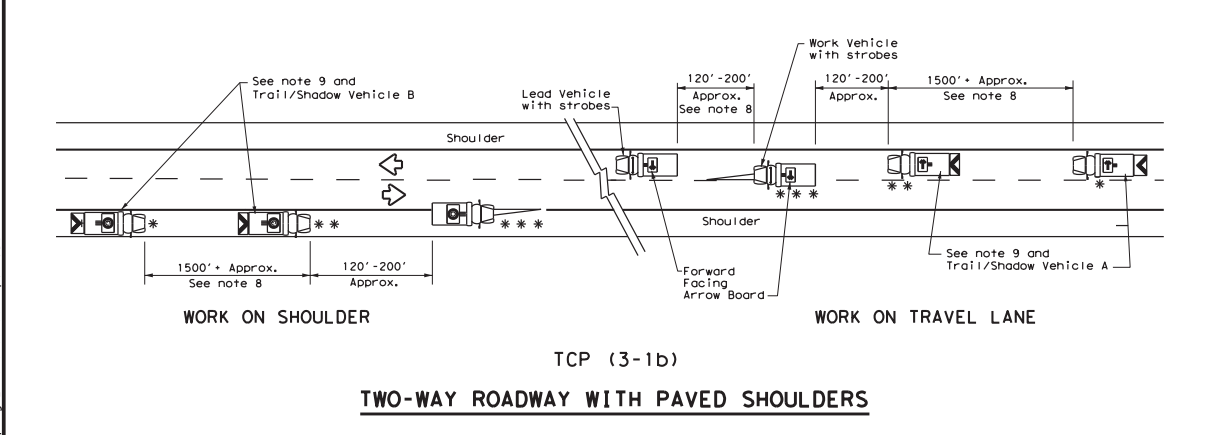 Work Vehicle
with strobes
See note 9 and
Trail/Shadow Vehicle B
120'-200'
Approx.
See note 8
120'-200'
Approx.
1500'+ Approx.
See note 8
Lead Vehicle
with strobes
Shoulder
* * *
* *
*
Shoulder
*
* *
* * *
See note 9 and
Trail/Shadow Vehicle A
1500'+ Approx.
See note 8
120'-200'
Approx.
Forward
Facing
Arrow Board
WORK ON SHOULDER
WORK ON TRAVEL LANE
TCP (3-1b)
TWO-WAY ROADWAY WITH PAVED SHOULDERS